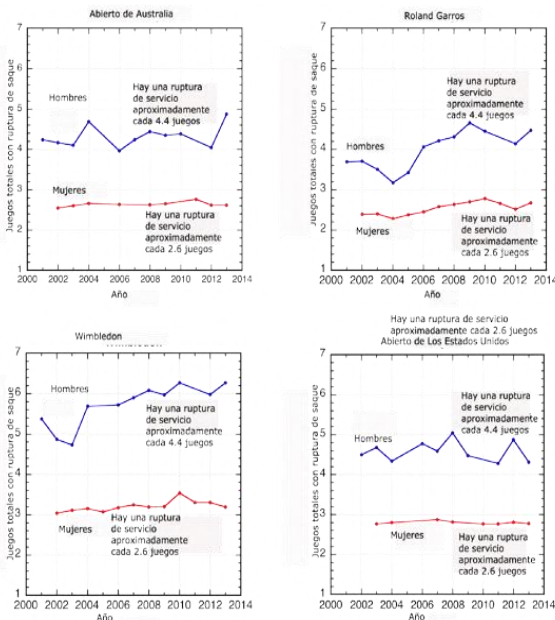 Abierto de Australia
Juegos totales con ruptura de saque
7
6
5
4
3
2
1
Hombres
Hay una ruptura
de servicio
aproximadamente
cada 4.4 juegos
Mujeres
Hay una ruptura
de servicio
aproximadamente
cada 2.6 juegos
2000 2002 2004 2006 2008 2010 2012 2014
Año
Roland Garros
Juegos totales con ruptura de saque
7
6
5
4
3
2
1
Hay una ruptura
de servicio
aproximadamente
cada 4.4 juegos
Hombres
Mujeres
Hay una ruptura
de servicio
aproximadamente
cada 2.6 juegos
2000 2002 2004 2006 2008 2010 2012 2014
Año
Wimbledon
Juegos totales con ruptura de saque
7
6
5
4
3
2
1
Hombres
Hay una ruptura
de servicio
aproximadamente
cada 4.4 juegos
Mujeres
Hay una ruptura
de servicio
aproximadamente
cada 2.6 juegos
2000 2002 2004 2006 2008 2010 2012 2014
Año
Hay una ruptura de servicio
aproximadamente cada 2.6 juegos
Abierto de Los Estados Unidos
Juegos totales con ruptura de saque
7
6
5
4
3
2
1
Hay una ruptura
de servicio
aproximadamente
cada 4.4 juegos
Hombres
Mujeres
Hay una ruptura
de servicio
aproximadamente
cada 2.6 juegos
2000 2002 2004 2006 2008 2010 2012 2014
Año